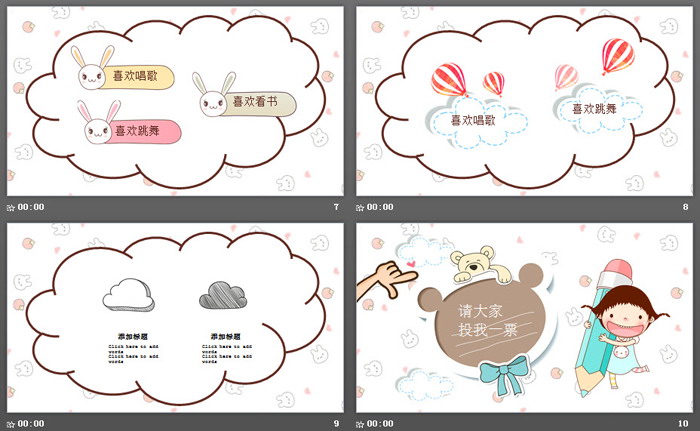 喜欢唱歌
喜欢看书
喜欢跳舞
00:00
7
喜欢唱歌
喜欢跳舞
00:00
8
添加标题
Click here to add
words
Click here to add
words
添加标题
Click here to add
words
Click here to add
words
00:00
9
请大家
投我一票
00:00
10